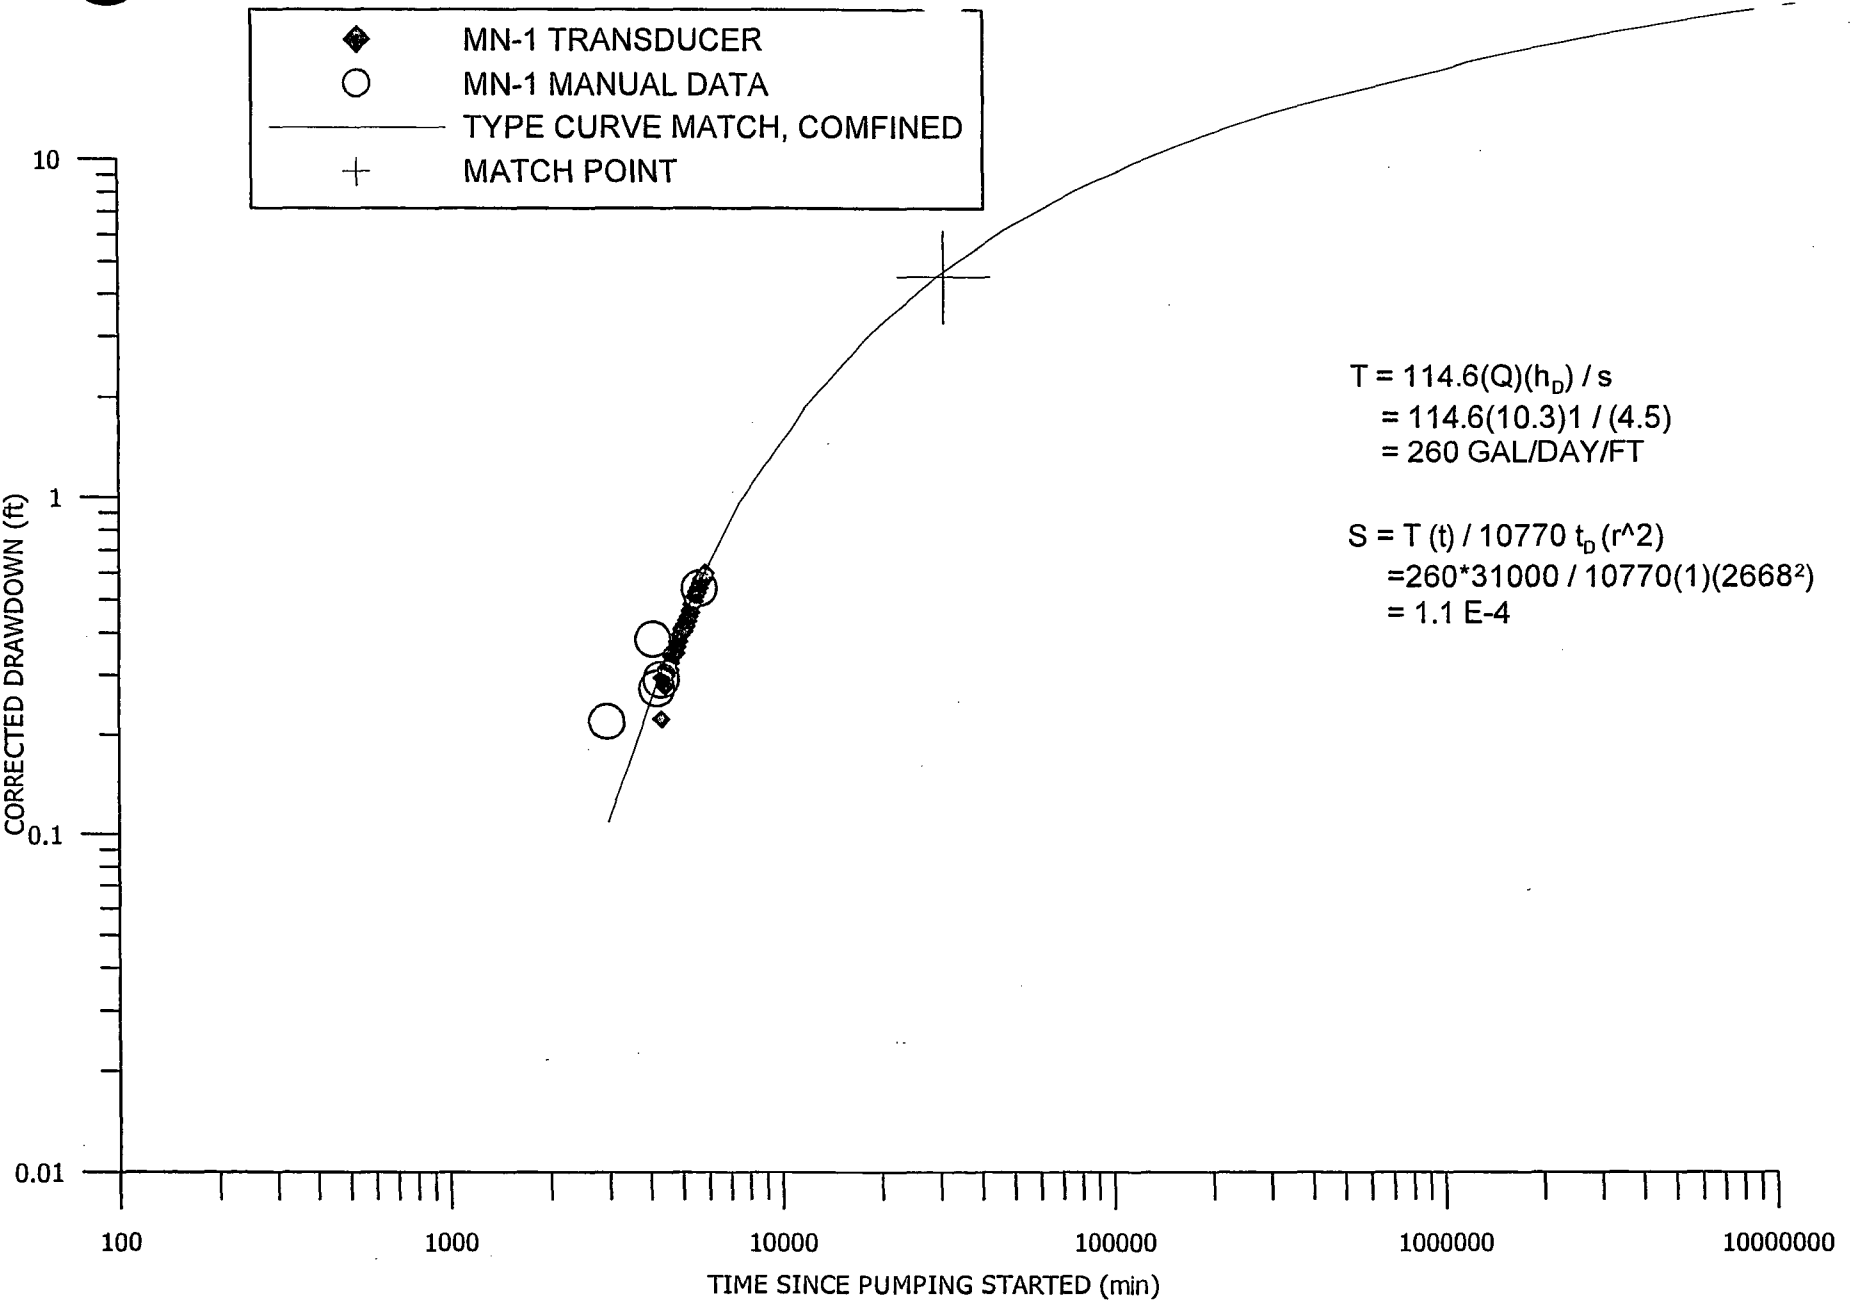 MN-1 TRANSDUCER
MN-1 MANUAL DATA
TYPE CURVE MATCH, COMFINED
MATCH POINT
10
1
0.1
0.01
CORRECTED DRAWDOWN (ft)
T = 114.6(Q)(h_D) / s
= 114.6(10.3)1 / (4.5)
= 260 GAL/DAY/FT
S = T (t) / 10770 t_D (r^2)
=260*31000 / 10770(1)(2668²)
= 1.1 E-4
100
1000
10000
100000
1000000
10000000
TIME SINCE PUMPING STARTED (min)